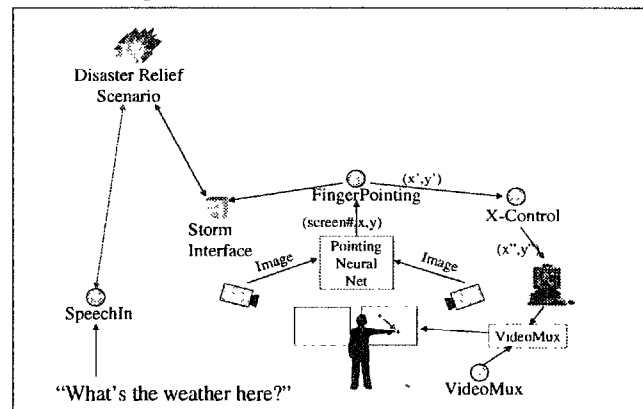 Disaster Relief
Scenario
(x',y')
FingerPointing
X-Control
(screen#,x,y)
Storm
Interface
Pointing
Neural
Net
Image
Image
(x'',y'')
SpeechIn
VideoMux
VideoMux
“What's the weather here?”